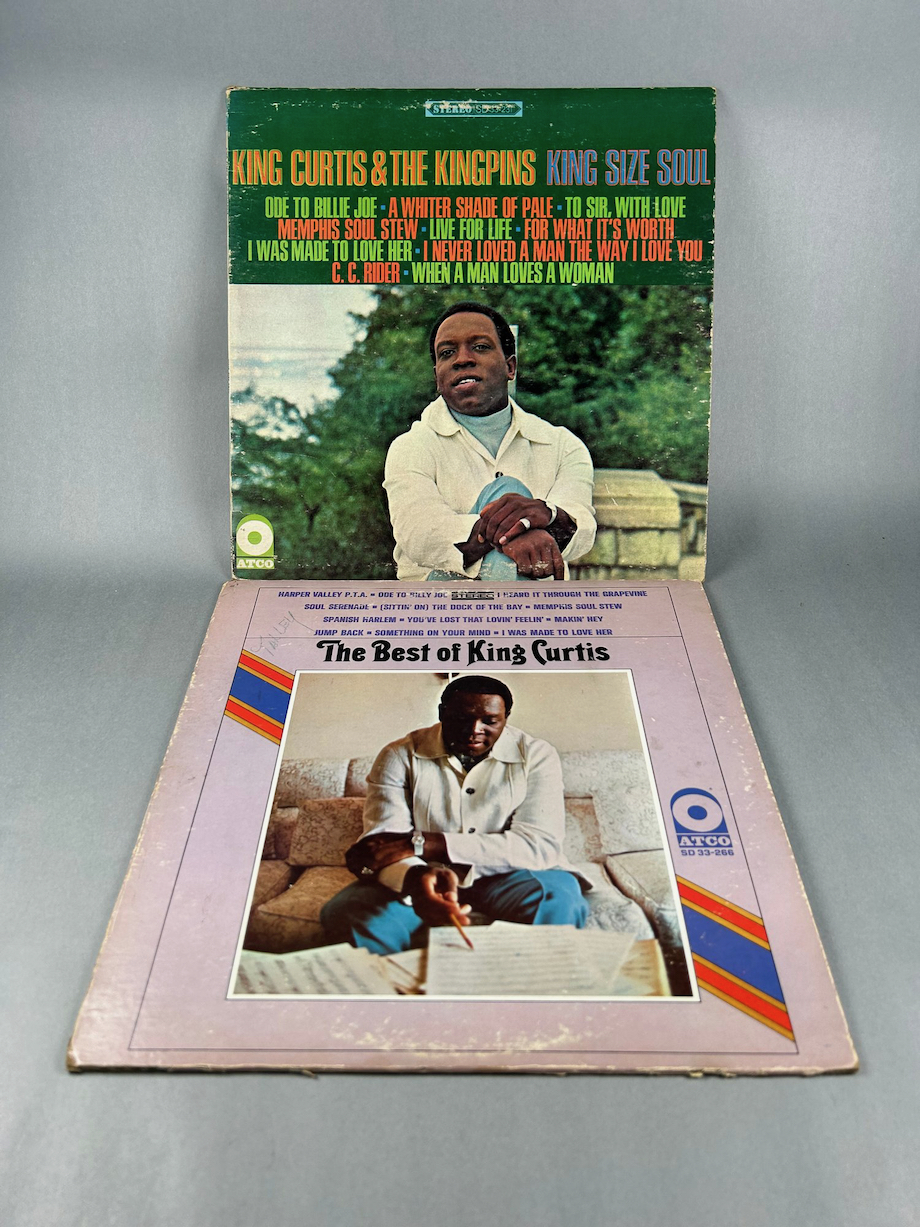 STEREO SD 33-231
KING CURTIS & THE KINGPINS KING SIZE SOUL
ODE TO BILLIE JOE • A WHITER SHADE OF PALE • TO SIR, WITH LOVE
MEMPHIS SOUL STEW • LIVE FOR LIFE • FOR WHAT IT'S WORTH
I WAS MADE TO LOVE HER • I NEVER LOVED A MAN THE WAY I LOVE YOU
C. C. RIDER • WHEN A MAN LOVES A WOMAN
ATCO
HARPER VALLEY P.T.A. • ODE TO BILLY JOE STEREO I HEARD IT THROUGH THE GRAPEVINE
SOUL SERENADE • (SITTIN' ON) THE DOCK OF THE BAY • MEMPHIS SOUL STEW
SPANISH HARLEM • YOU'VE LOST THAT LOVIN' FEELIN' • MAKIN' HEY
JUMP BACK • SOMETHING ON YOUR MIND • I WAS MADE TO LOVE HER
The Best of King Curtis
ATCO
SD 33-266